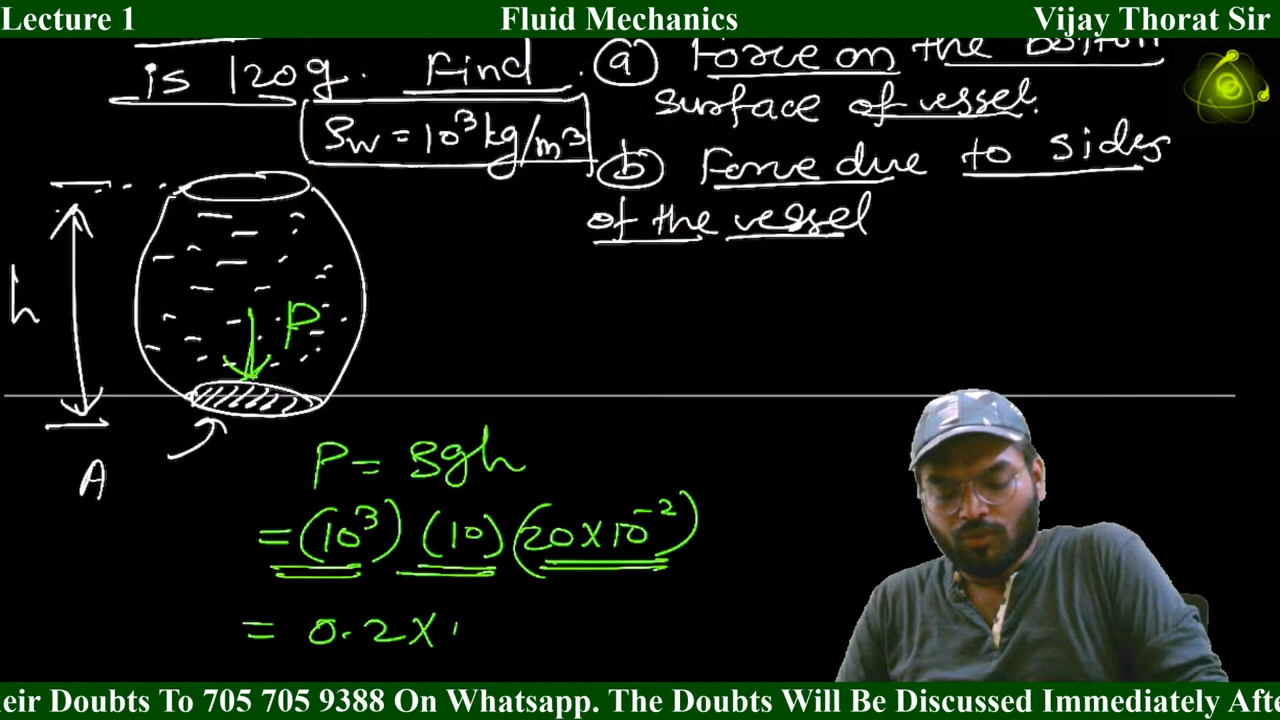 Lecture 1
Fluid Mechanics
Vijay Thorat Sir
is 120g. Find
(a) Force on the bottom
surface of vessel.
ρw = 10³ kg/m³
(b) Force due to sides
of the vessel
h
P
A
P = ρgh
= (10³) (10) (20×10⁻²)
= 0.2×
eir Doubts To 705 705 9388 On Whatsapp. The Doubts Will Be Discussed Immediately Afte